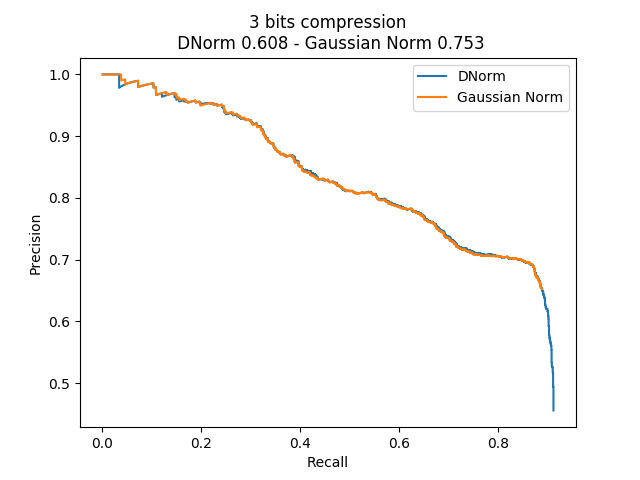 3 bits compression
DNorm 0.608 - Gaussian Norm 0.753
DNorm
Gaussian Norm
1.0
0.9
0.8
0.7
0.6
0.5
Precision
0.0
0.2
0.4
0.6
0.8
Recall